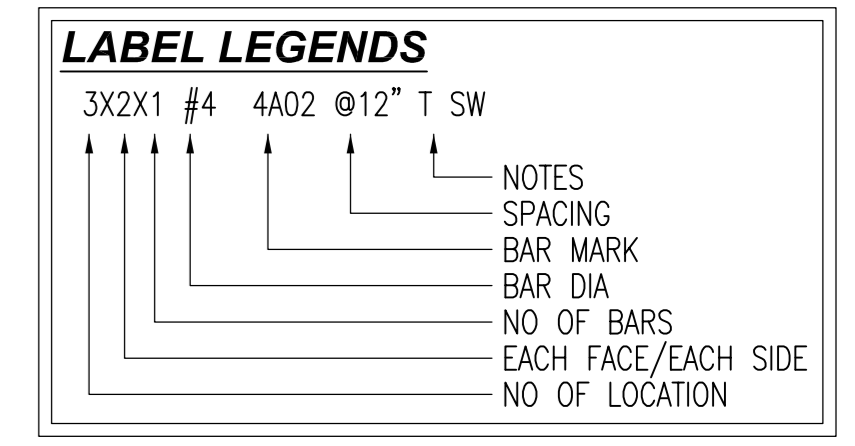 LABEL LEGENDS
3X2X1 #4 4A02 @12" T SW
NOTES
SPACING
BAR MARK
BAR DIA
NO OF BARS
EACH FACE/EACH SIDE
NO OF LOCATION